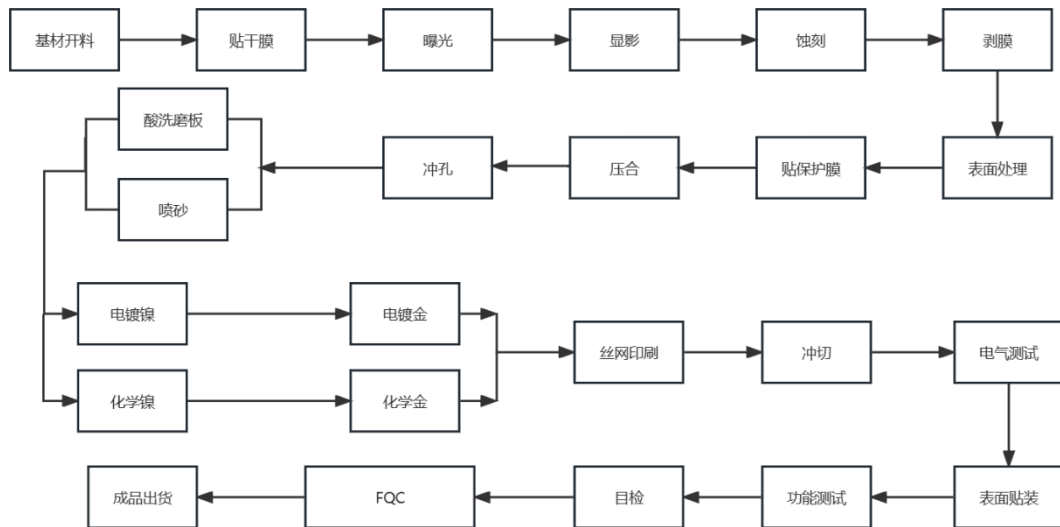 基材开料
贴干膜
曝光
显影
蚀刻
剥膜
表面处理
贴保护膜
压合
冲孔
酸洗磨板
喷砂
电镀镍
电镀金
化学镍
化学金
丝网印刷
冲切
电气测试
表面贴装
功能测试
目检
FQC
成品出货